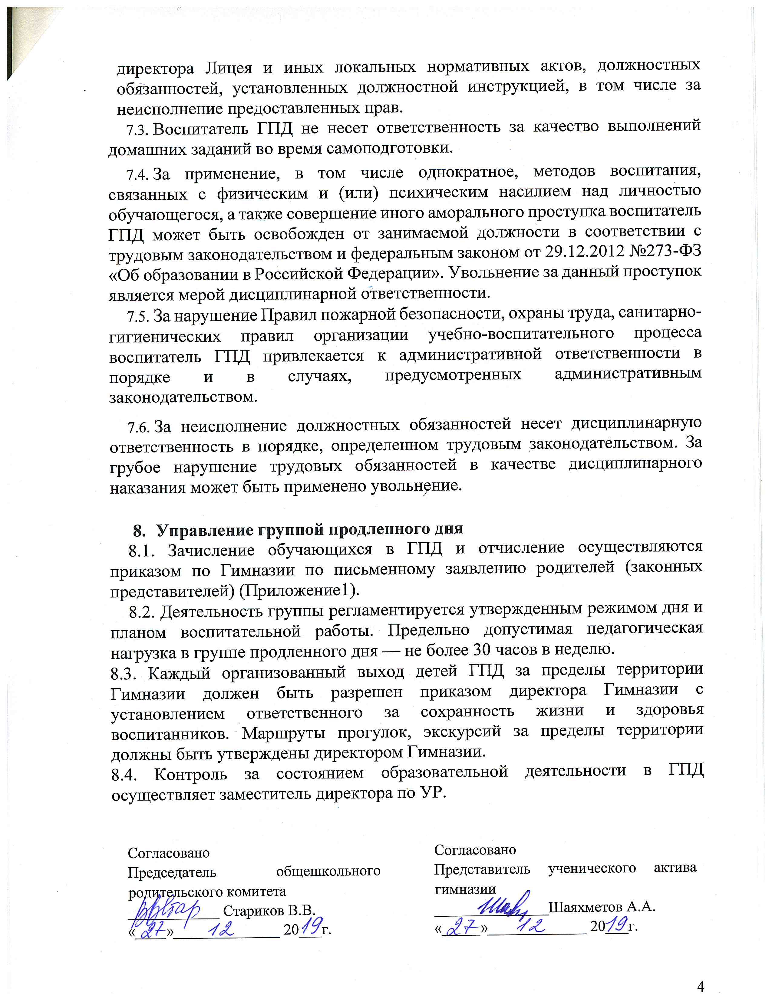 директора Лицея и иных локальных нормативных актов, должностных
обязанностей, установленных должностной инструкцией, в том числе за
неисполнение предоставленных прав.
7.3. Воспитатель ГПД не несет ответственность за качество выполнений
домашних заданий во время самоподготовки.
7.4. За применение, в том числе однократное, методов воспитания,
связанных с физическим и (или) психическим насилием над личностью
обучающегося, а также совершение иного аморального проступка воспитатель
ГПД может быть освобожден от занимаемой должности в соответствии с
трудовым законодательством и федеральным законом от 29.12.2012 №273-ФЗ
«Об образовании в Российской Федерации». Увольнение за данный проступок
является мерой дисциплинарной ответственности.
7.5. За нарушение Правил пожарной безопасности, охраны труда, санитарно-
гигиенических правил организации учебно-воспитательного процесса
воспитатель ГПД привлекается к административной ответственности в
порядке и в случаях, предусмотренных административным
законодательством.
7.6. За неисполнение должностных обязанностей несет дисциплинарную
ответственность в порядке, определенном трудовым законодательством. За
грубое нарушение трудовых обязанностей в качестве дисциплинарного
наказания может быть применено увольнение.
8. Управление группой продленного дня
8.1. Зачисление обучающихся в ГПД и отчисление осуществляются
приказом по Гимназии по письменному заявлению родителей (законных
представителей) (Приложение1).
8.2. Деятельность группы регламентируется утвержденным режимом дня и
планом воспитательной работы. Предельно допустимая педагогическая
нагрузка в группе продленного дня — не более 30 часов в неделю.
8.3. Каждый организованный выход детей ГПД за пределы территории
Гимназии должен быть разрешен приказом директора Гимназии с
установлением ответственного за сохранность жизни и здоровья
воспитанников. Маршруты прогулок, экскурсий за пределы территории
должны быть утверждены директором Гимназии.
8.4. Контроль за состоянием образовательной деятельности в ГПД
осуществляет заместитель директора по УР.
Согласовано
Председатель общешкольного
родительского комитета
Стариков В.В.
«27» 12 2019г.
Согласовано
Представитель ученического актива
гимназии
Шаяхметов А.А.
«27» 12 2019г.
4